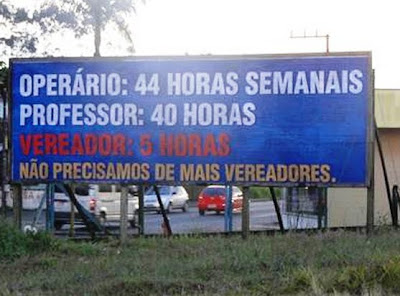 OPERÁRIO: 44 HORAS SEMANAIS
PROFESSOR: 40 HORAS
VEREADOR: 5 HORAS
NÃO PRECISAMOS DE MAIS VEREADORES.